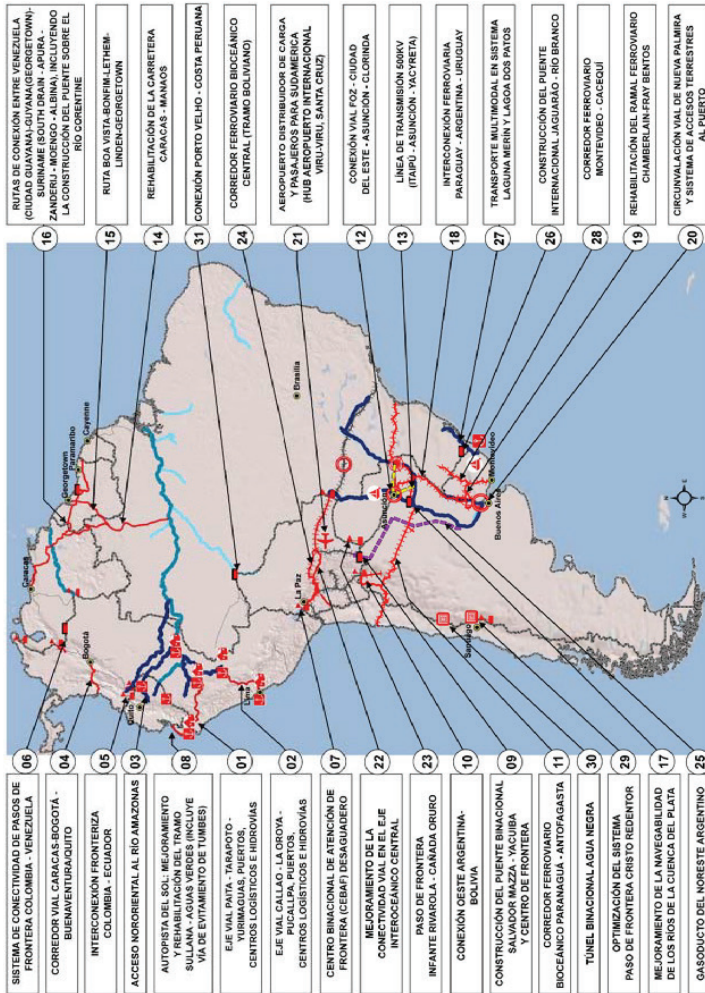 SISTEMA DE CONECTIVIDAD DE PASOS DE
FRONTERA COLOMBIA - VENEZUELA
06
CORREDOR VIAL CARACAS-BOGOTÁ -
BUENAVENTURA/QUITO
04
INTERCONEXIÓN FRONTERIZA
COLOMBIA - ECUADOR
05
ACCESO NORORIENTAL AL RÍO AMAZONAS
03
AUTOPISTA DEL SOL: MEJORAMIENTO
Y REHABILITACIÓN DEL TRAMO
SULLANA - AGUAS VERDES (INCLUYE
VÍA DE EVITAMIENTO DE TUMBES)
08
EJE VIAL PAITA - TARAPOTO -
YURIMAGUAS, PUERTOS,
CENTROS LOGÍSTICOS E HIDROVÍAS
01
EJE VIAL CALLAO - LA OROYA -
PUCALLPA, PUERTOS,
CENTROS LOGÍSTICOS E HIDROVÍAS
02
CENTRO BINACIONAL DE ATENCIÓN DE
FRONTERA (CEBAF) DESAGUADERO
07
MEJORAMIENTO DE LA
CONECTIVIDAD VIAL EN EL EJE
INTEROCEÁNICO CENTRAL
22
PASO DE FRONTERA
INFANTE RIVAROLA - CAÑADA ORURO
23
CONEXIÓN OESTE ARGENTINA-
BOLIVIA
10
CONSTRUCCIÓN DEL PUENTE BINACIONAL
SALVADOR MAZZA - YACUIBA
Y CENTRO DE FRONTERA
09
CORREDOR FERROVIARIO
BIOCEÁNICO PARANAGUÁ - ANTOFAGASTA
11
TÚNEL BINACIONAL AGUA NEGRA
30
OPTIMIZACIÓN DEL SISTEMA
PASO DE FRONTERA CRISTO REDENTOR
29
MEJORAMIENTO DE LA NAVEGABILIDAD
DE LOS RÍOS DE LA CUENCA DEL PLATA
17
GASODUCTO DEL NORESTE ARGENTINO
25
Caracas
Bogotá
Georgetown
Paramaribo
Cayenne
Quito
Lima
La Paz
Brasilia
Asunción
Santiago
Buenos Aires
Montevideo
N
S
E
W
RUTAS DE CONEXIÓN ENTRE VENEZUELA
(CIUDAD GUAYANA)-GUYANA(GEORGETOWN)-
SURINAME (SOUTH DRAIN - APURA -
ZANDERIJ - MOENGO - ALBINA), INCLUYENDO
LA CONSTRUCCIÓN DEL PUENTE SOBRE EL
RÍO CORENTINE
16
RUTA BOA VISTA-BONFIM-LETHEM-
LINDEN-GEORGETOWN
15
REHABILITACIÓN DE LA CARRETERA
CARACAS - MANAOS
14
CONEXIÓN PORTO VELHO - COSTA PERUANA
31
CORREDOR FERROVIARIO BIOCEÁNICO
CENTRAL (TRAMO BOLIVIANO)
24
AEROPUERTO DISTRIBUIDOR DE CARGA
Y PASAJEROS PARA SUDAMERICA
(HUB AEROPUERTO INTERNACIONAL
VIRU-VIRU, SANTA CRUZ)
21
CONEXIÓN VIAL FOZ - CIUDAD
DEL ESTE - ASUNCIÓN - CLORINDA
12
LÍNEA DE TRANSMISIÓN 500KV
(ITAIPÚ - ASUNCIÓN - YACYRETA)
13
INTERCONEXIÓN FERROVIARIA
PARAGUAY - ARGENTINA - URUGUAY
18
TRANSPORTE MULTIMODAL EN SISTEMA
LAGUNA MERÍN Y LAGOA DOS PATOS
27
CONSTRUCCIÓN DEL PUENTE
INTERNACIONAL JAGUARÃO - RÍO BRANCO
26
CORREDOR FERROVIARIO
MONTEVIDEO - CACEQUÍ
28
REHABILITACIÓN DEL RAMAL FERROVIARIO
CHAMBERLAIN-FRAY BENTOS
19
CIRCUNVALACIÓN VIAL DE NUEVA PALMIRA
Y SISTEMA DE ACCESOS TERRESTRES
AL PUERTO
20